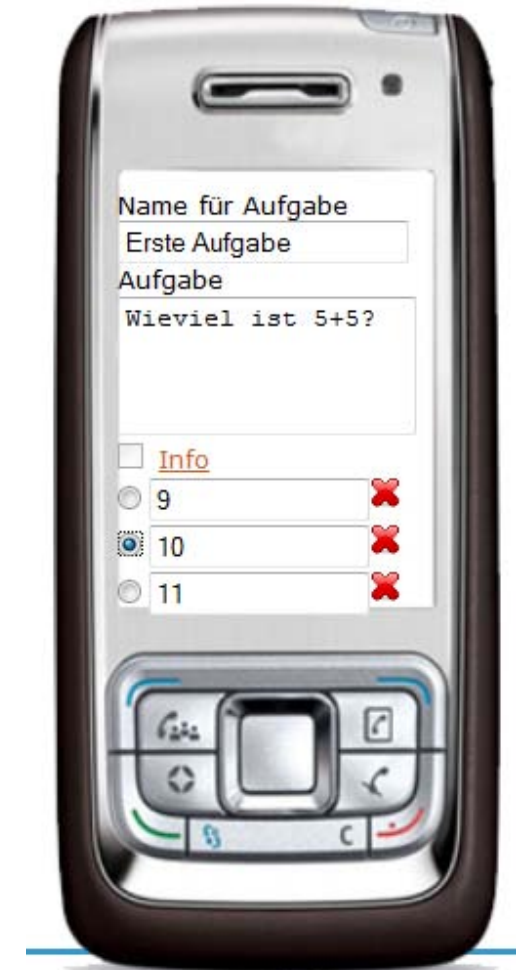 Name für Aufgabe
Erste Aufgabe
Aufgabe
Wieviel ist 5+5?
Info
9
10
11
C